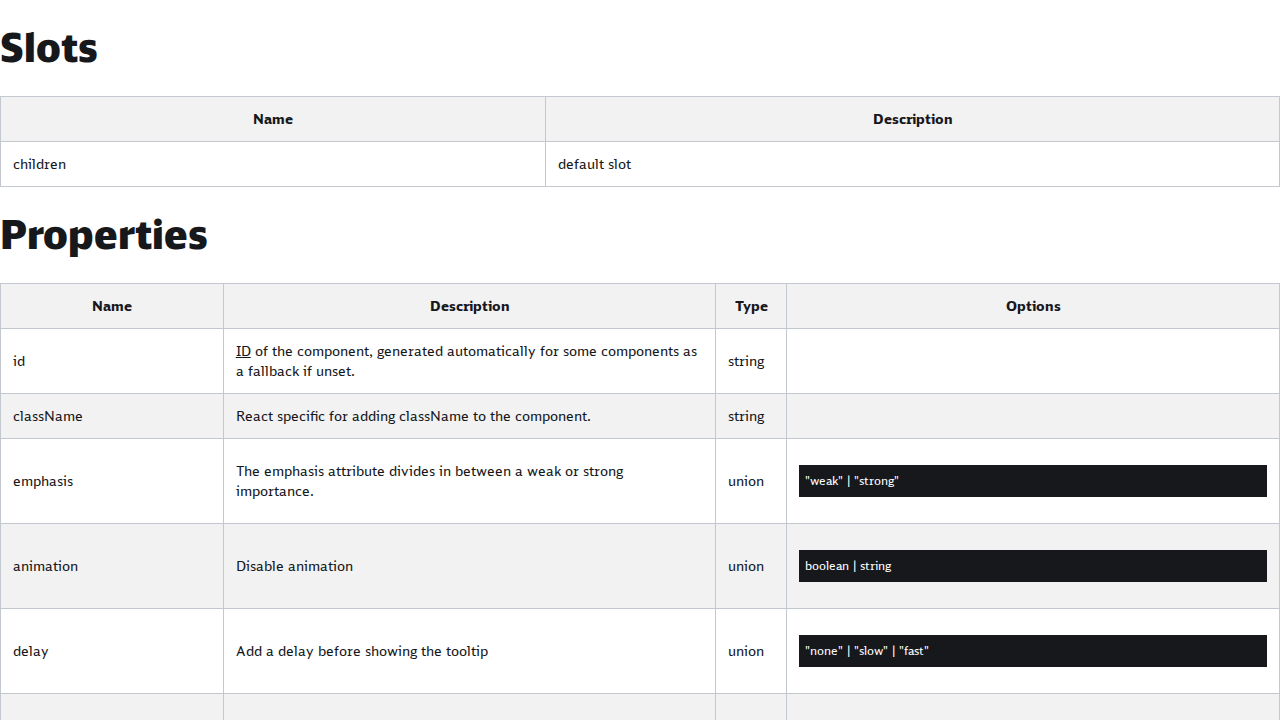 Slots
Name Description
children default slot
Properties
Name Description Type Options
id ID of the component, generated automatically for some components as a fallback if unset. string
className React specific for adding className to the component. string
emphasis The emphasis attribute divides in between a weak or strong importance. union "weak" | "strong"
animation Disable animation union boolean | string
delay Add a delay before showing the tooltip union "none" | "slow" | "fast"